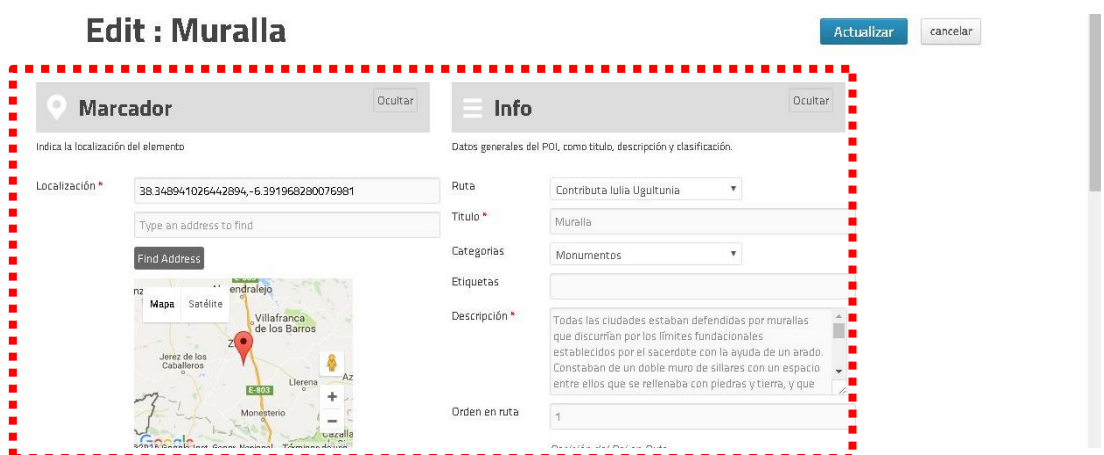 Edit : Muralla
Actualizar
cancelar
Marcador
Ocultar
Indica la localización del elemento
Localización *
38.348941026442894,-6.391968280076981
Type an address to find
Find Address
Mapa Satélite
endralejo
Villafranca
de los Barros
Jerez de los
Caballeros
Llerena
Az
E-803
Monesterio
Google
Info
Ocultar
Datos generales del POI, como titulo, descripción y clasificación.
Ruta
Contributa Iulia Ugultunia
Titulo *
Muralla
Categorias
Monumentos
Etiquetas
Descripción *
Todas las ciudades estaban defendidas por murallas
que discurrían por los límites fundacionales
establecidos por el sacerdote con la ayuda de un arado.
Constaban de un doble muro de sillares con un espacio
entre ellos que se rellenaba con piedras y tierra, y que
Orden en ruta
1